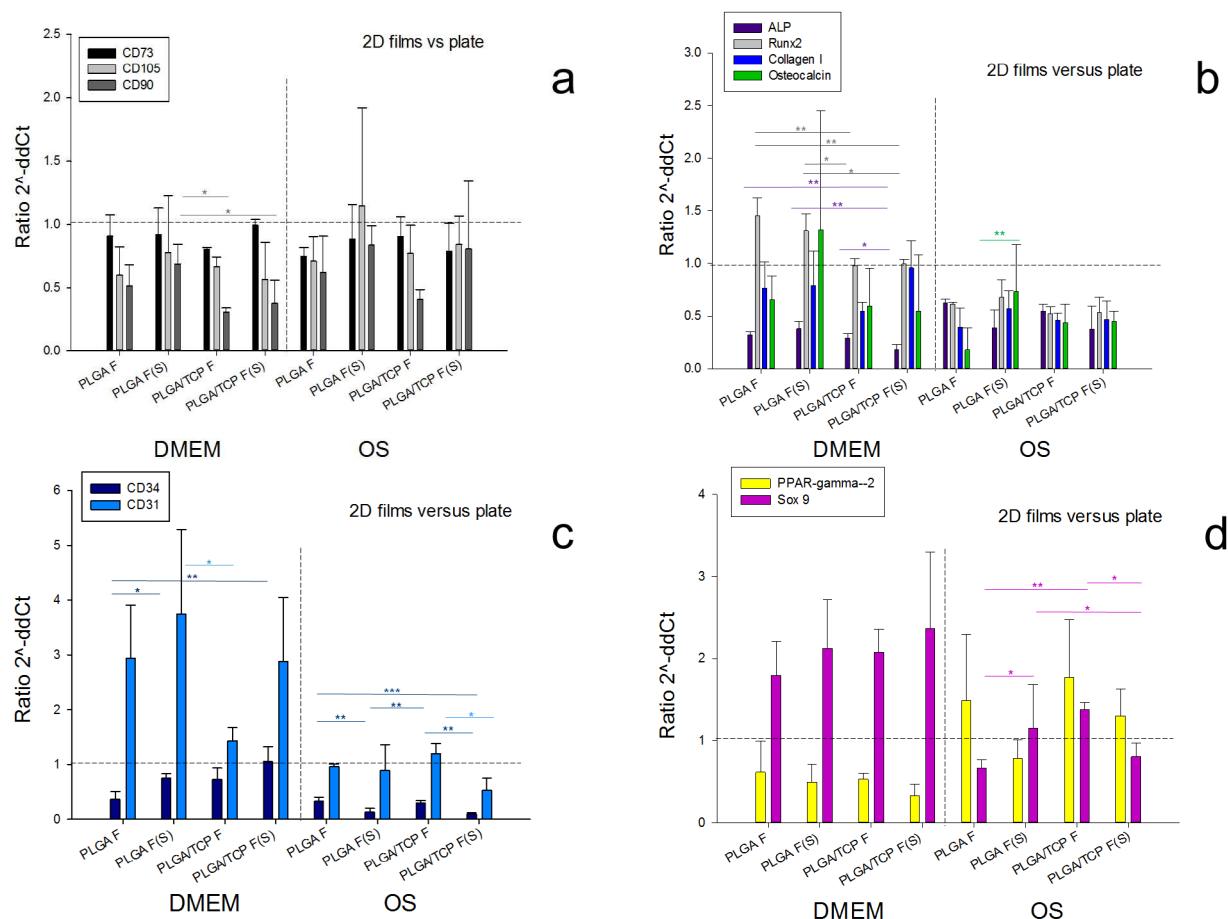 2.5
2.0
1.5
1.0
0.5
0.0
Ratio 2^-ddCt
CD73
CD105
CD90
2D films vs plate
a
*
*
PLGA F
PLGA F(S)
PLGA/TCP F
PLGA/TCP F(S)
PLGA F
PLGA F(S)
PLGA/TCP F
PLGA/TCP F(S)
DMEM
OS
3.0
2.5
2.0
1.5
1.0
0.5
0.0
Ratio 2^-ddCt
ALP
Runx2
Collagen I
Osteocalcin
2D films versus plate
b
**
**
*
*
**
**
*
**
PLGA F
PLGA F(S)
PLGA/TCP F
PLGA/TCP F(S)
PLGA F
PLGA F(S)
PLGA/TCP F
PLGA/TCP F(S)
DMEM
OS
6
5
4
3
2
1
0
Ratio 2^-ddCt
CD34
CD31
2D films versus plate
c
*
**
*
***
**
**
*
**
PLGA F
PLGA F(S)
PLGA/TCP F
PLGA/TCP F(S)
PLGA F
PLGA F(S)
PLGA/TCP F
PLGA/TCP F(S)
DMEM
OS
4
3
2
1
0
Ratio 2^-ddCt
PPAR-gamma--2
Sox 9
2D films versus plate
d
*
**
*
*
PLGA F
PLGA F(S)
PLGA/TCP F
PLGA/TCP F(S)
PLGA F
PLGA F(S)
PLGA/TCP F
PLGA/TCP F(S)
DMEM
OS